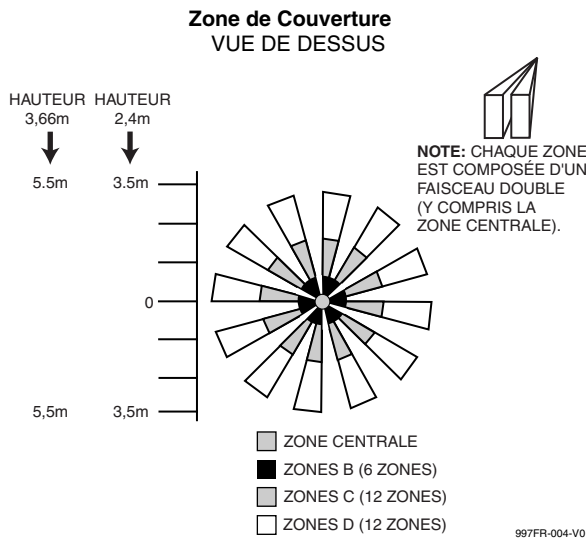 Zone de Couverture
VUE DE DESSUS
HAUTEUR
3,66m
HAUTEUR
2,4m
NOTE: CHAQUE ZONE
EST COMPOSÉE D'UN
FAISCEAU DOUBLE
(Y COMPRIS LA
ZONE CENTRALE).
5.5m
3.5m
0
5,5m
3,5m
ZONE CENTRALE
ZONES B (6 ZONES)
ZONES C (12 ZONES)
ZONES D (12 ZONES)
997FR-004-V0